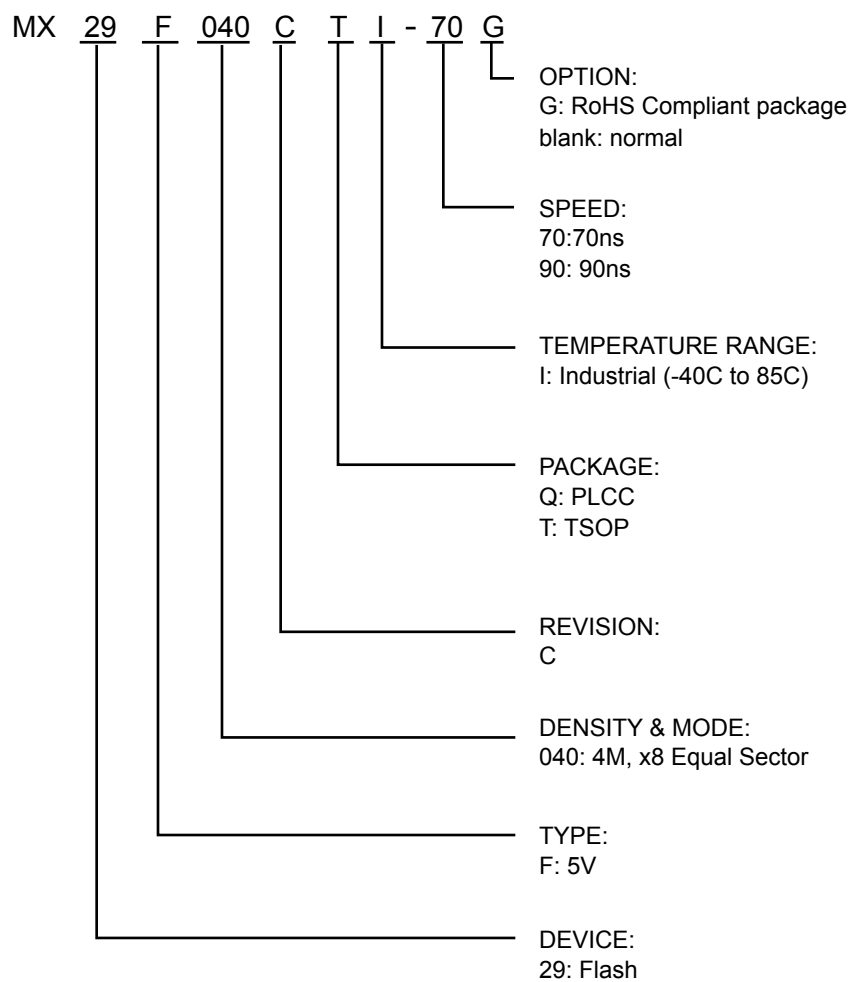 MX 29 F 040 C T I - 70 G
OPTION:
G: RoHS Compliant package
blank: normal
SPEED:
70:70ns
90: 90ns
TEMPERATURE RANGE:
I: Industrial (-40C to 85C)
PACKAGE:
Q: PLCC
T: TSOP
REVISION:
C
DENSITY & MODE:
040: 4M, x8 Equal Sector
TYPE:
F: 5V
DEVICE:
29: Flash